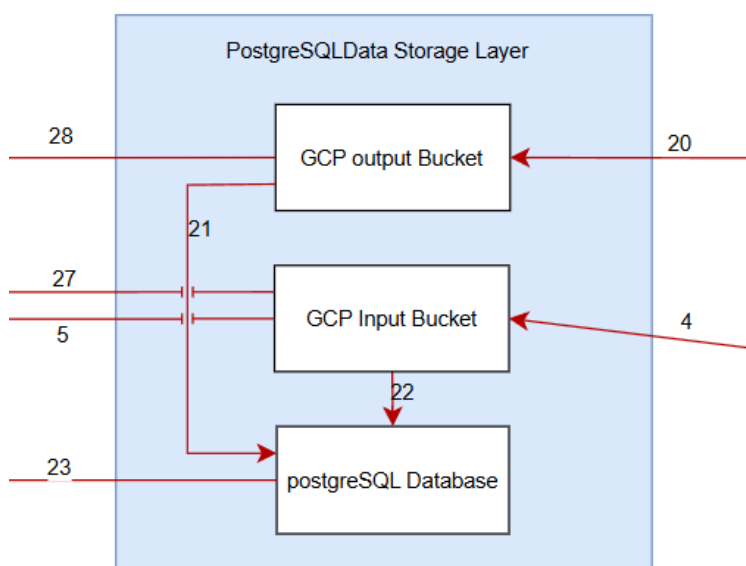 PostgreSQLData Storage Layer
28
GCP output Bucket
20
21
27
GCP Input Bucket
4
5
22
23
postgreSQL Database